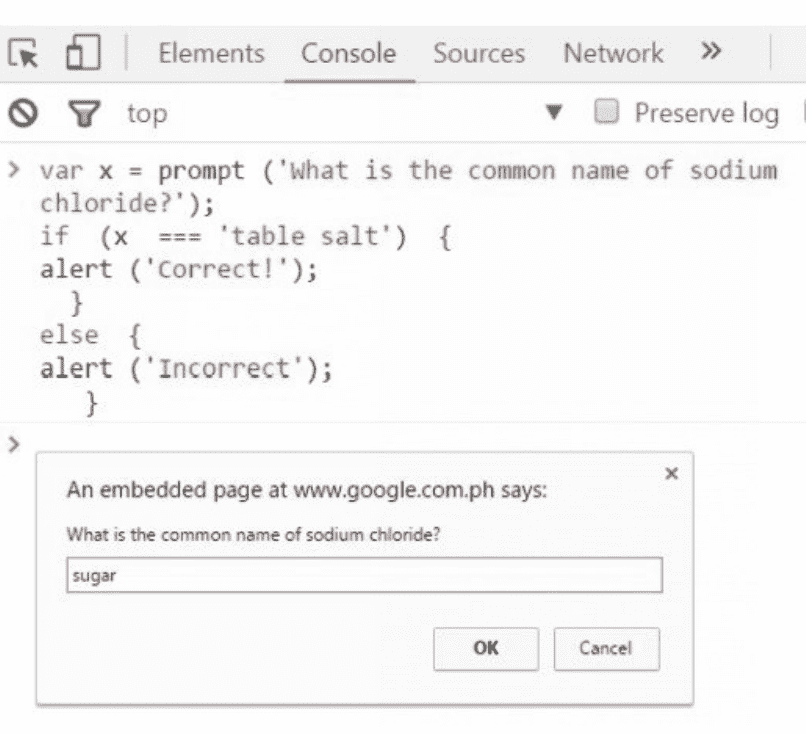 Elements Console Sources Network »
top ▼ Preserve log
> var x = prompt ('What is the common name of sodium
chloride?');
if (x === 'table salt') {
alert ('Correct!');
}
else {
alert ('Incorrect');
}
>
An embedded page at www.google.com.ph says: ×
What is the common name of sodium chloride?
sugar
OK Cancel